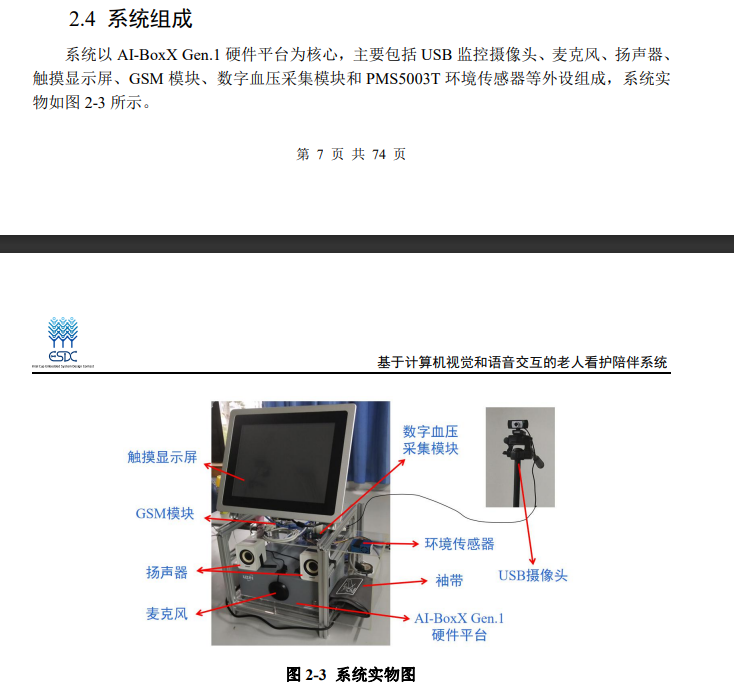 2.4 系统组成
系统以 AI-BoxX Gen.1 硬件平台为核心，主要包括 USB 监控摄像头、麦克风、扬声器、
触摸显示屏、GSM 模块、数字血压采集模块和 PMS5003T 环境传感器等外设组成，系统实
物如图 2-3 所示。
第 7 页 共 74 页
ESDC
基于计算机视觉和语音交互的老人看护陪伴系统
数字血压
采集模块
触摸显示屏
GSM模块
环境传感器
扬声器
袖带
USB摄像头
麦克风
AI-BoxX Gen.1
硬件平台
图 2-3 系统实物图